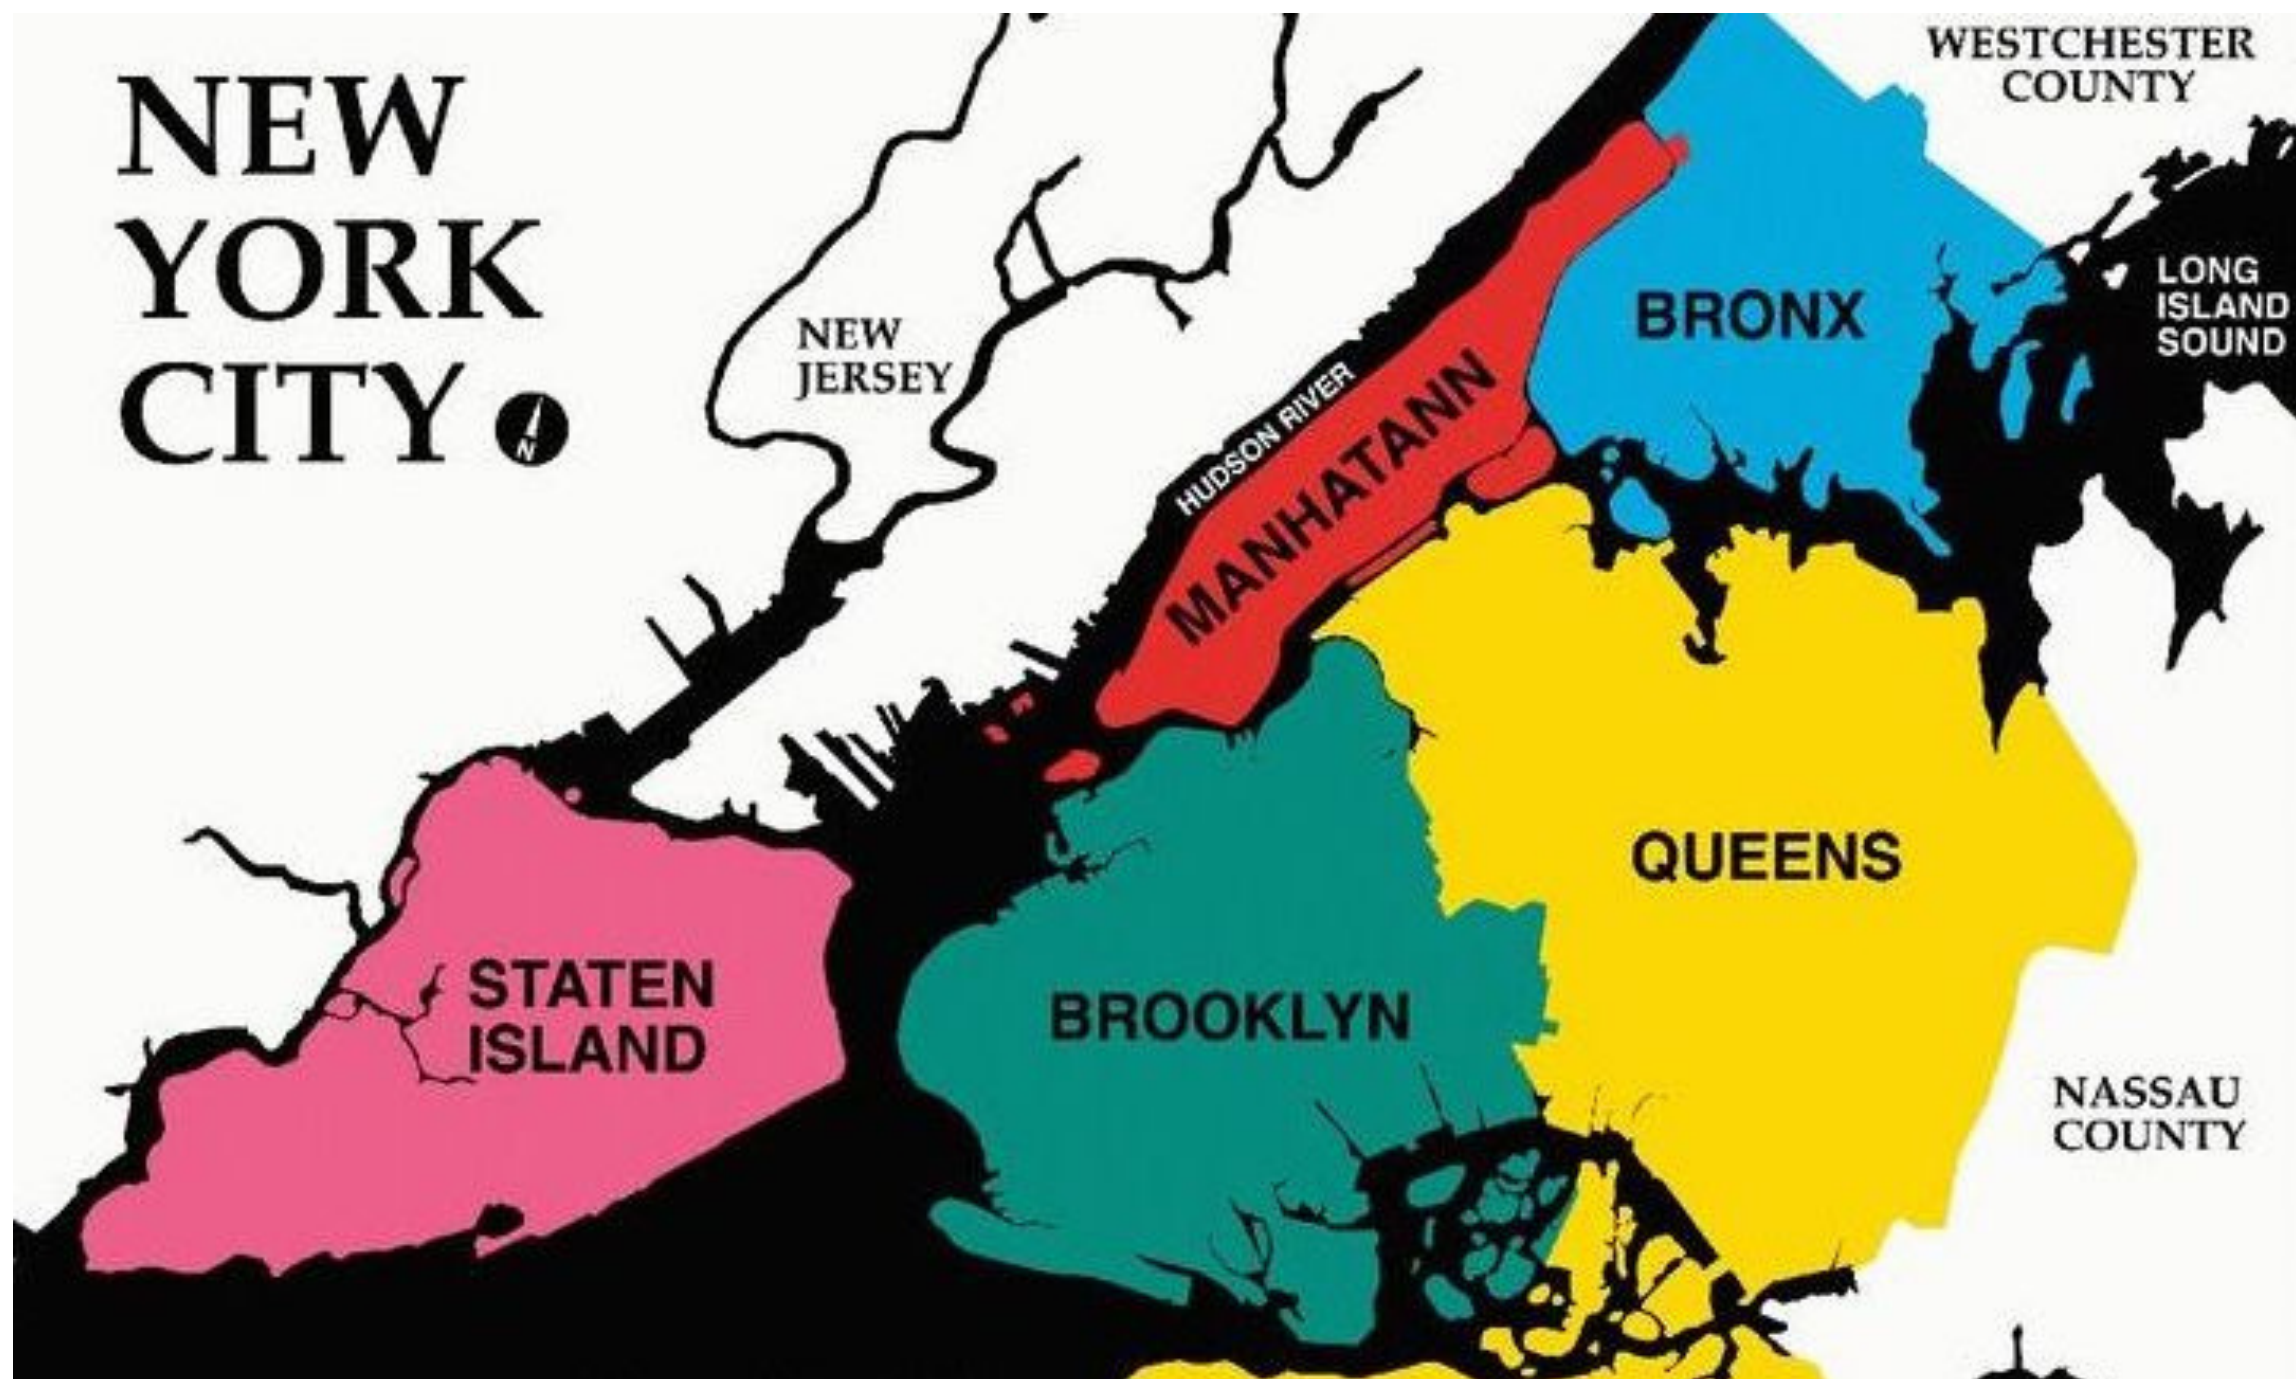 NEW
YORK
CITY
N
WESTCHESTER
COUNTY
LONG
ISLAND
SOUND
BRONX
NEW
JERSEY
HUDSON RIVER
MANHATANN
QUEENS
STATEN
ISLAND
BROOKLYN
NASSAU
COUNTY